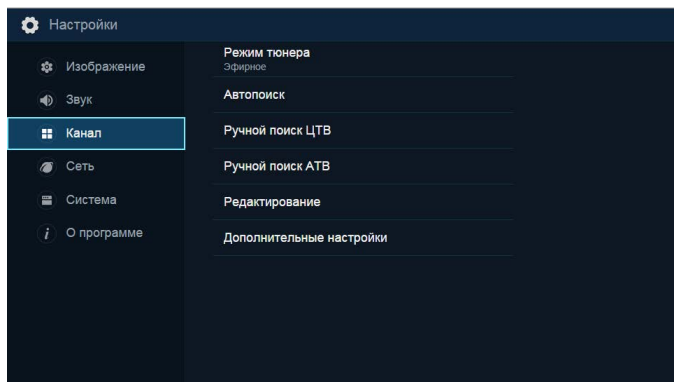 Настройки
Изображение
Звук
Канал
Сеть
Система
О программе
Режим тюнера
Эфирное
Автопоиск
Ручной поиск ЦТВ
Ручной поиск АТВ
Редактирование
Дополнительные настройки